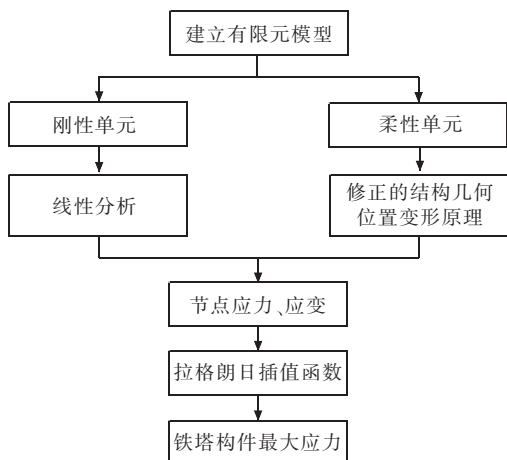 建立有限元模型
刚性单元
柔性单元
线性分析
修正的结构几何
位置变形原理
节点应力、应变
拉格朗日插值函数
铁塔构件最大应力